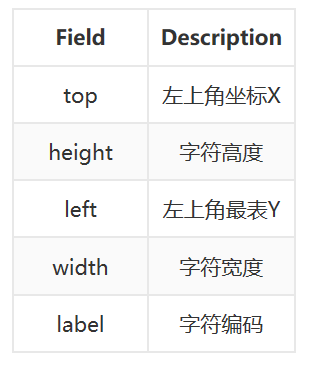 Field Description
top 左上角坐标X
height 字符高度
left 左上角最表Y
width 字符宽度
label 字符编码